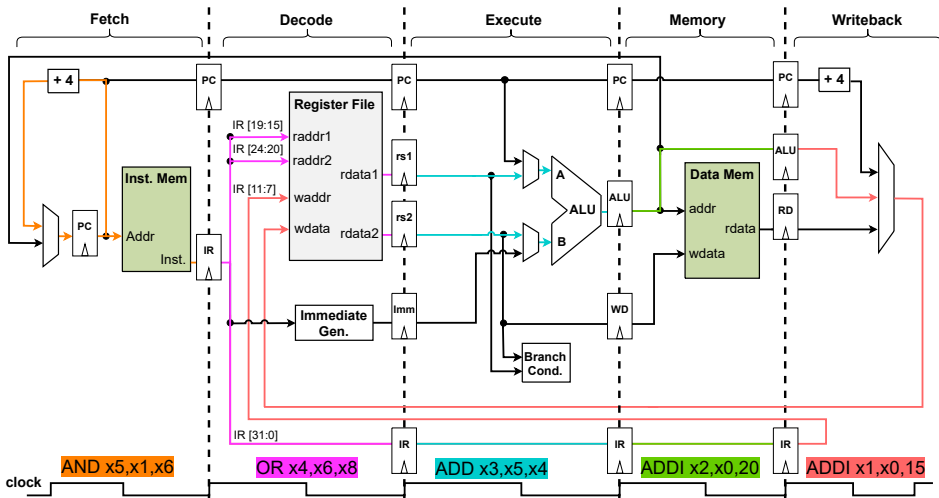 Fetch
Decode
Execute
Memory
Writeback
+ 4
PC
PC
PC
PC
+ 4
Register File
IR [19:15]
raddr1
IR [24:20]
raddr2
rdata1
IR [11:7]
waddr
wdata
rdata2
rs1
rs2
A
ALU
B
ALU
ALU
Data Mem
addr
rdata
wdata
RD
Inst. Mem
PC
Addr
Inst.
IR
Immediate
Gen.
Imm
WD
Branch
Cond.
IR [31:0]
IR
IR
IR
AND x5,x1,x6
OR x4,x6,x8
ADD x3,x5,x4
ADDI x2,x0,20
ADDI x1,x0,15
clock